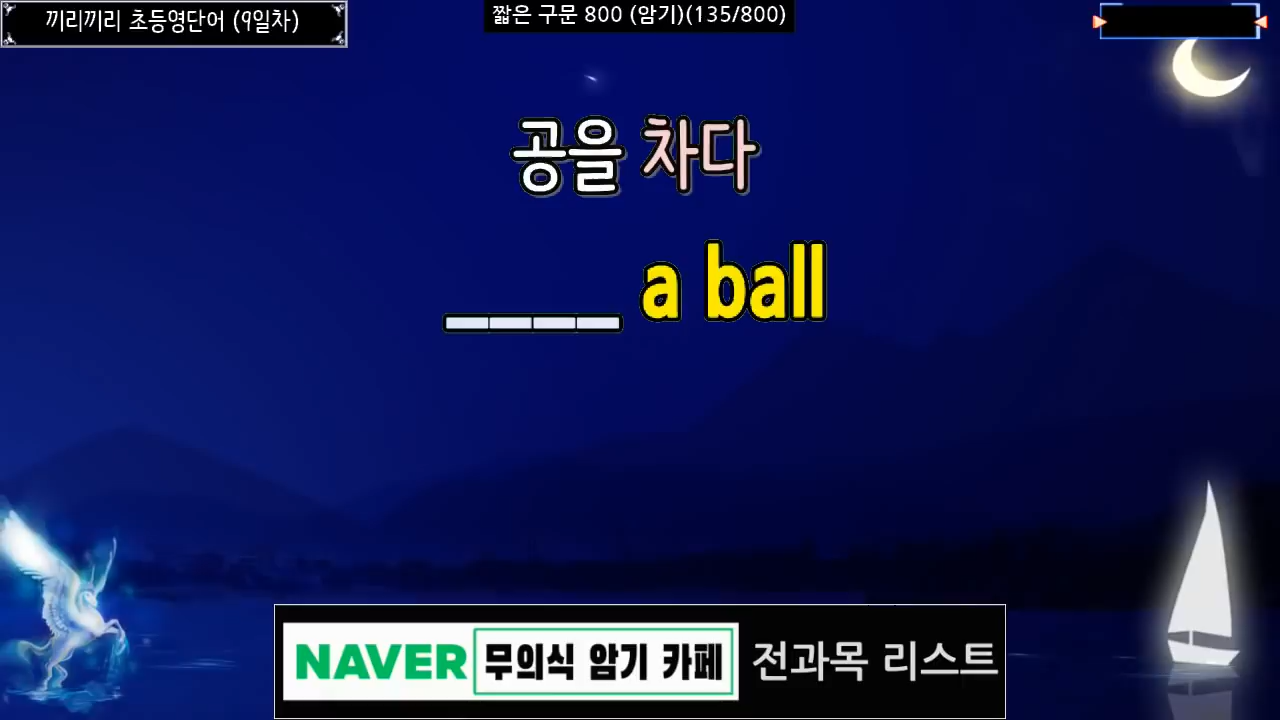 끼리끼리 초등영단어 (9일차)
짧은 구문 800 (암기)(135/800)
공을 차다
____ a ball
NAVER 무의식 암기 카페 전과목 리스트